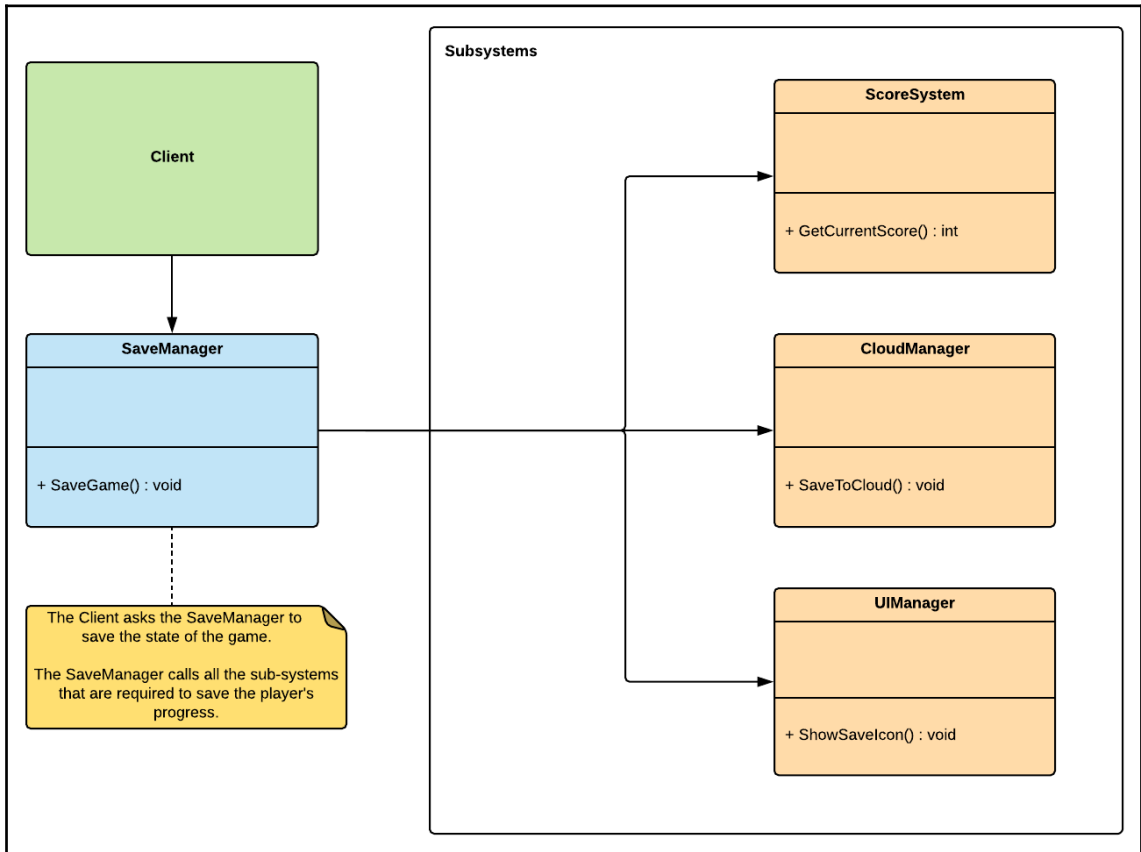 Subsystems
Client
ScoreSystem
+ GetCurrentScore() : int
SaveManager
+ SaveGame() : void
CloudManager
+ SaveToCloud() : void
The Client asks the SaveManager to
save the state of the game.
The SaveManager calls all the sub-systems
that are required to save the player's
progress.
UIManager
+ ShowSaveIcon() : void